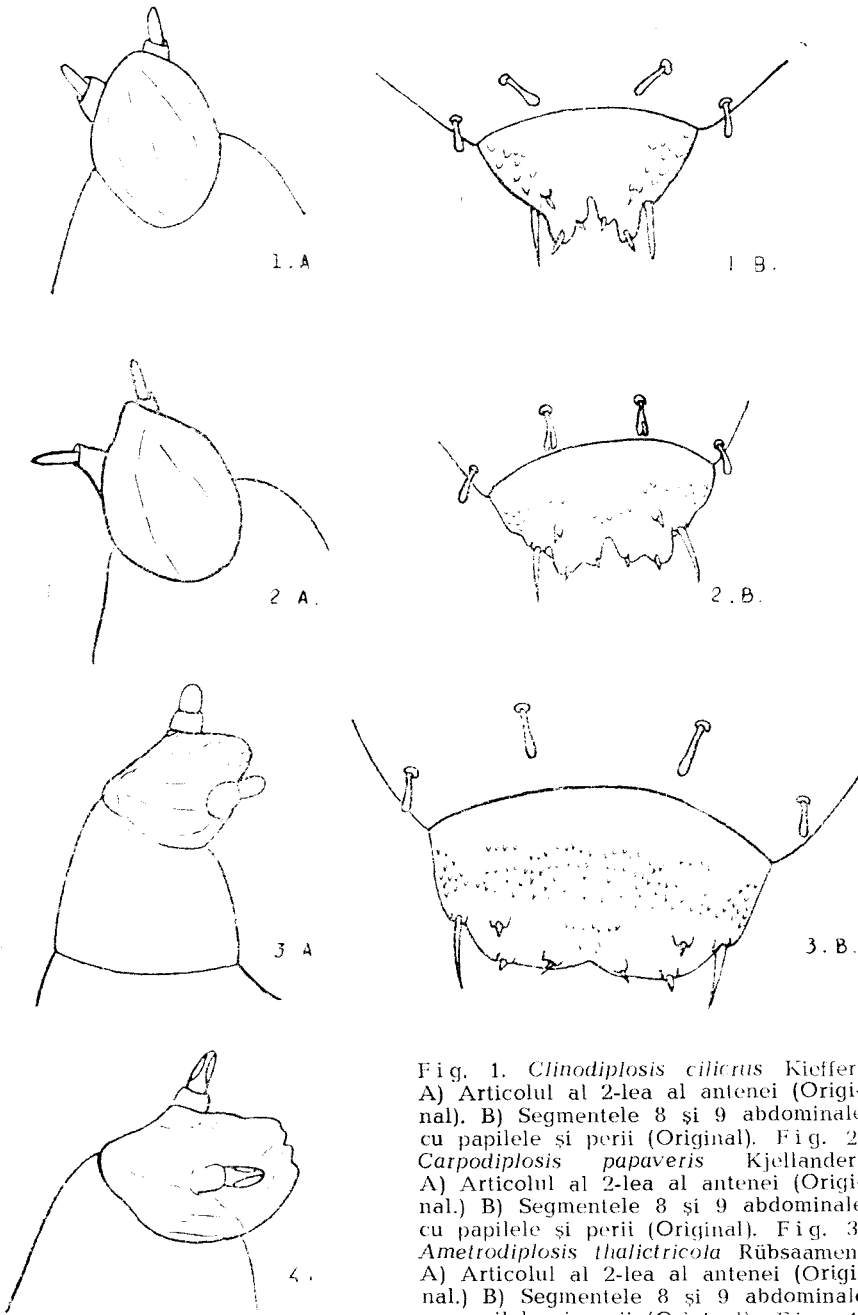 1. A
1 B.
2 A.
2. B.
3 A
3. B.
4.
Fig. 1. Clinodiplosis cilicrus Kieffer
A) Articolul al 2-lea al antenei (Origi-
nal). B) Segmentele 8 și 9 abdominale
cu papilele și perii (Original). Fig. 2
Carpodiplosis papaveris Kjellander
A) Articolul al 2-lea al antenei (Origi-
nal.) B) Segmentele 8 și 9 abdominale
cu papilele și perii (Original). Fig. 3
Ametrodiplosis thalictricola Rübsaamen
A) Articolul al 2-lea al antenei (Origi-
nal.) B) Segmentele 8 și 9 abdominale